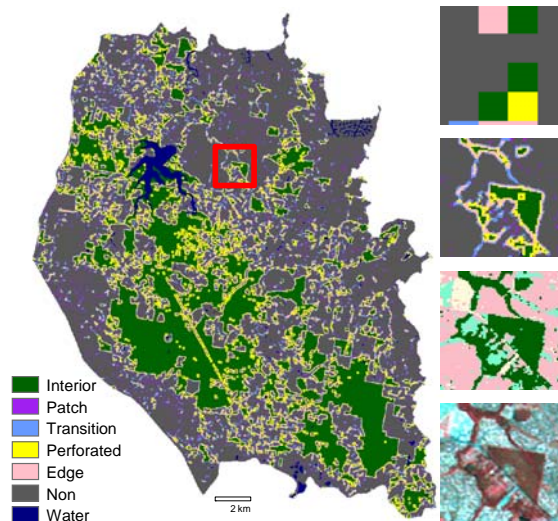 Interior
Patch
Transition
Perforated
Edge
Non
Water
2 km